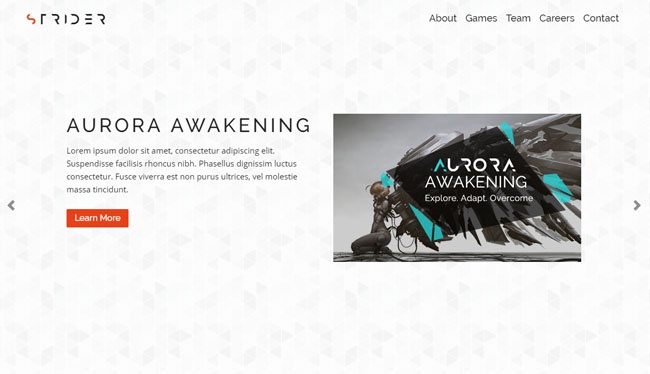 STRIDER
About Games Team Careers Contact
AURORA AWAKENING
Lorem ipsum dolor sit amet, consectetur adipiscing elit.
Suspendisse facilisis rhoncus nibh. Phasellus dignissim luctus
consectetur. Fusce viverra est non purus ultrices, vel molestie
massa tincidunt.
Learn More
AURORA
AWAKENING
Explore. Adapt. Overcome